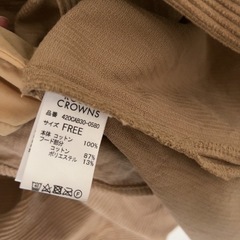 CROWNS
品番 420CAB30-0580
サイズ FREE
本体 コットン 100%
フード部分
コットン 87%
ポリエステル 13%